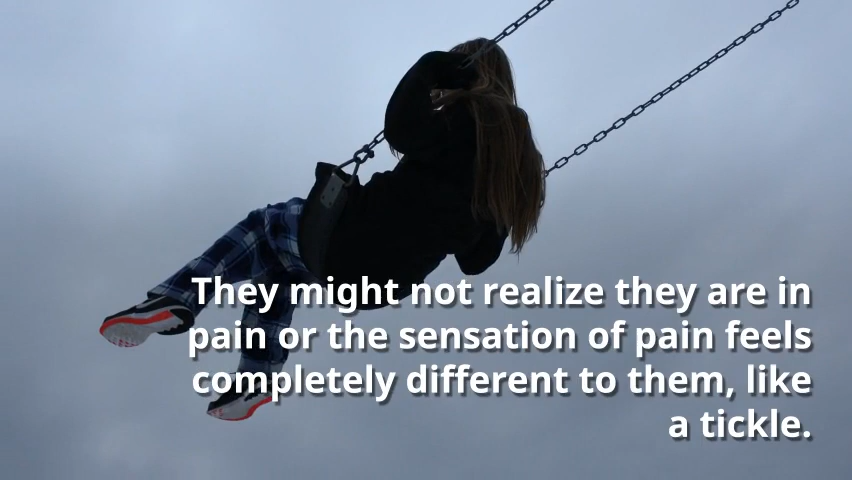 They might not realize they are in
pain or the sensation of pain feels
completely different to them, like
a tickle.